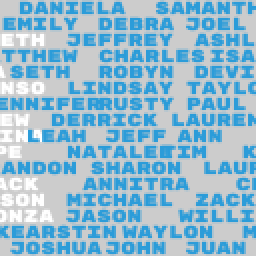 DANIELA SAMANTH
EMILY DEBRA JOEL
ETH JEFFREY ASHL
TTHEW CHARLES ISA
A SETH ROBYN DEVI
NSO LINDSAY TAYLO
ENNIFER RUSTY PAUL
EW DERRICK LAUREN
LEAH JEFF ANN
PE NATALEE TIM K
ANDON SHARON LAUR
ACK ANNITRA C
SON MICHAEL ZACK
ONZA JASON WILLI
KEARSTIN WAYLON M
JOSHUA JOHN JUAN